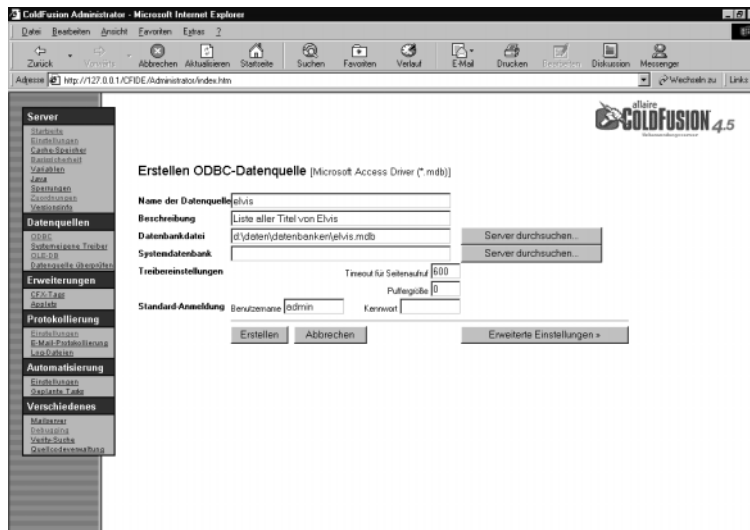 ColdFusion Administrator - Microsoft Internet Explorer
Datei Bearbeiten Ansicht Favoriten Extras ?
Zurück Vorwärts Abbrechen Aktualisieren Startseite Suchen Favoriten Verlauf E-Mail Drucken Bearbeiten Diskussion Messenger
Adresse http://127.0.0.1/CFIDE/Administrator/index.htm Wechseln zu Links
allaire
COLDFUSION 4.5
Server
Startseite
Einstellungen
Cache-Speicher
Basissicherheit
Variablen
Java
Sperrungen
Zuordnungen
Versionsinfo
Datenquellen
ODBC
Systemeigene Treiber
OLE-DB
Datenquelle überprüfen
Erweiterungen
CFX-Tags
Applets
Protokollierung
Einstellungen
E-Mail-Protokollierung
Log-Dateien
Automatisierung
Einstellungen
Geplante Tasks
Verschiedenes
Mailserver
Debugging
Verity-Suche
Quellcodeverwaltung
Erstellen ODBC-Datenquelle [Microsoft Access Driver (*.mdb)]
Name der Datenquelle elvis
Beschreibung Liste aller Titel von Elvis
Datenbankdatei d:\daten\datenbanken\elvis.mdb Server durchsuchen...
Systemdatenbank Server durchsuchen...
Treibereinstellungen Timeout für Seitenaufruf 600
Puffergröße 0
Standard-Anmeldung Benutzername admin Kennwort
Erstellen Abbrechen Erweiterte Einstellungen »